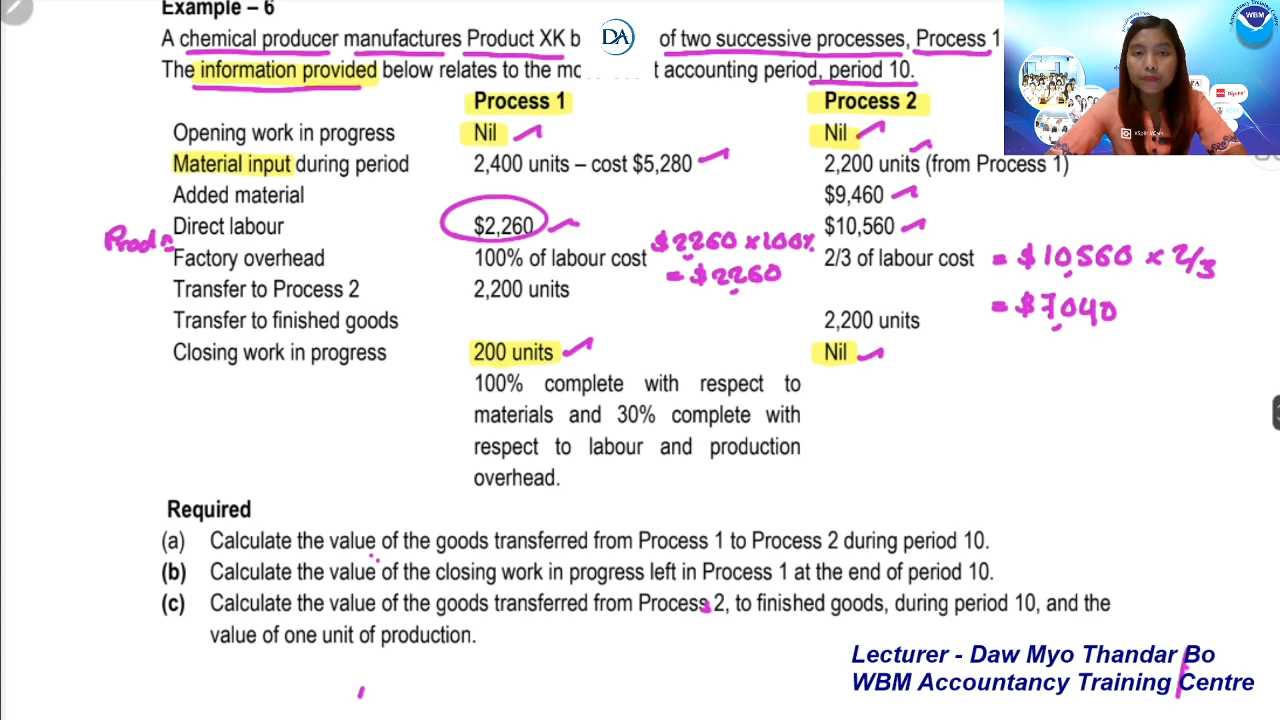 Example – 6
A chemical producer manufactures Product XK b DA of two successive processes, Process 1
The information provided below relates to the mo t accounting period, period 10.
Process 1 Process 2
Opening work in progress Nil Nil
Material input during period 2,400 units – cost $5,280 2,200 units (from Process 1)
Added material $9,460
Direct labour $2,260 $10,560
Prodn Factory overhead 100% of labour cost $2260 x 100% = $2260 2/3 of labour cost = $10,560 x 2/3 = $7,040
Transfer to Process 2 2,200 units
Transfer to finished goods 2,200 units
Closing work in progress 200 units Nil
100% complete with respect to
materials and 30% complete with
respect to labour and production
overhead.
Required
(a) Calculate the value of the goods transferred from Process 1 to Process 2 during period 10.
(b) Calculate the value of the closing work in progress left in Process 1 at the end of period 10.
(c) Calculate the value of the goods transferred from Process 2, to finished goods, during period 10, and the
value of one unit of production.
Lecturer - Daw Myo Thandar Bo
WBM Accountancy Training Centre
WBM
XSplit VCam